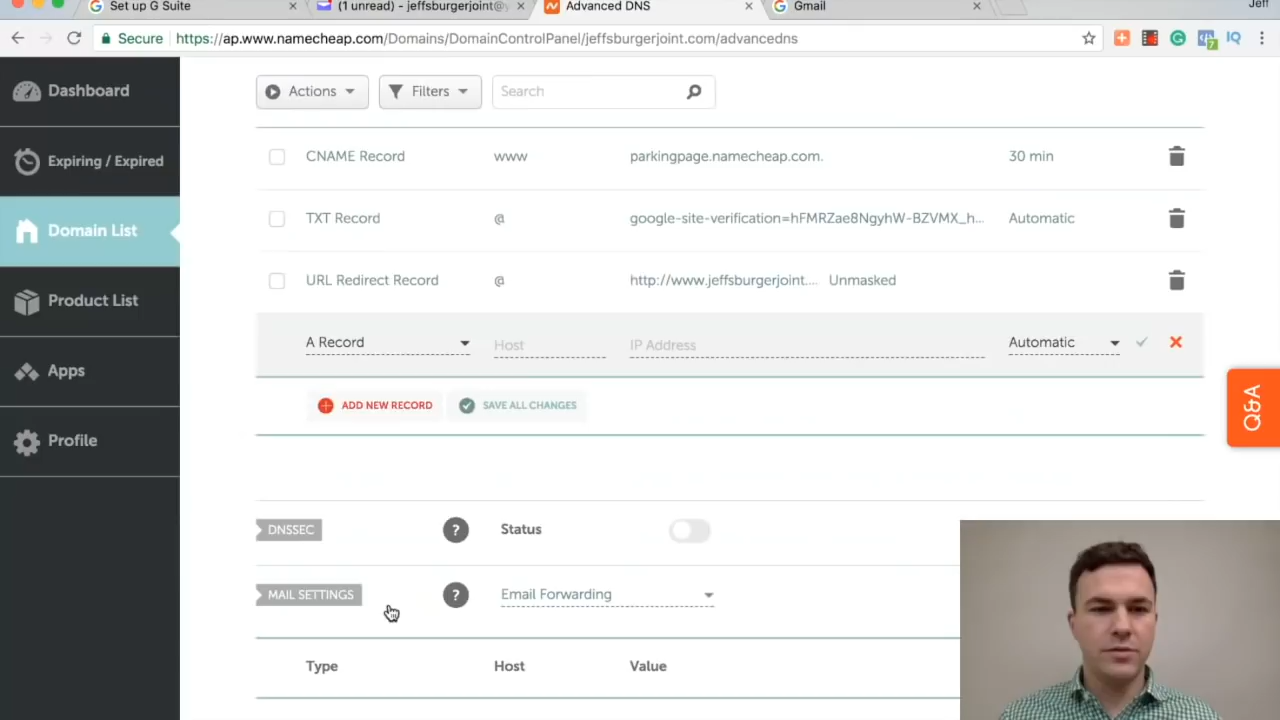 Set up G Suite
(1 unread) - jeffsburgerjoint@y
Advanced DNS
Gmail
Jeff
Secure
https://ap.www.namecheap.com/Domains/DomainControlPanel/jeffsburgerjoint.com/advancedns
7
IQ
Dashboard
Expiring / Expired
Domain List
Product List
Apps
Profile
Actions
Filters
Search
CNAME Record www parkingpage.namecheap.com. 30 min
TXT Record @ google-site-verification=hFMRZae8NgyhW-BZVMX_h... Automatic
URL Redirect Record @ http://www.jeffsburgerjoint.... Unmasked
A Record Host IP Address Automatic
ADD NEW RECORD SAVE ALL CHANGES
Q&A
DNSSEC ? Status
MAIL SETTINGS ? Email Forwarding
Type Host Value